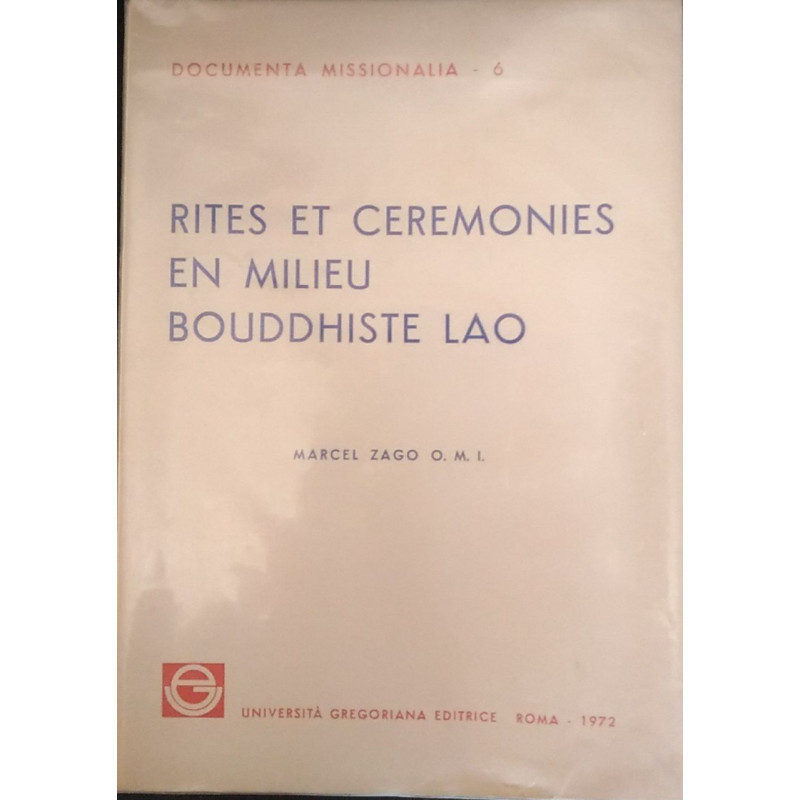 DOCUMENTA MISSIONALIA - 6
RITES ET CEREMONIES
EN MILIEU
BOUDDHISTE LAO
MARCEL ZAGO O. M. I.
UNIVERSITÀ GREGORIANA EDITRICE ROMA - 1972